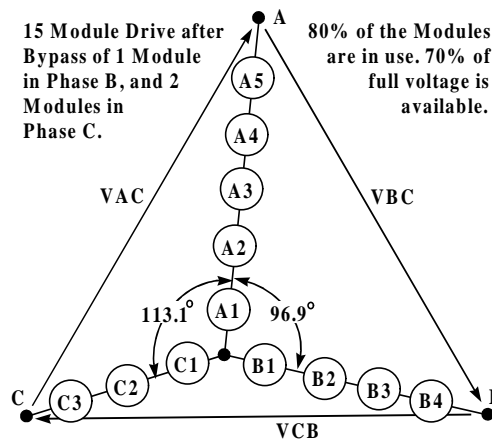 15 Module Drive after
Bypass of 1 Module
in Phase B, and 2
Modules in
Phase C.
A
80% of the Modules
are in use. 70% of
full voltage is
available.
A5
A4
VAC
A3
VBC
A2
113.1°
A1
96.9°
C1
B1
C2
B2
C
C3
B3
B4
VCB